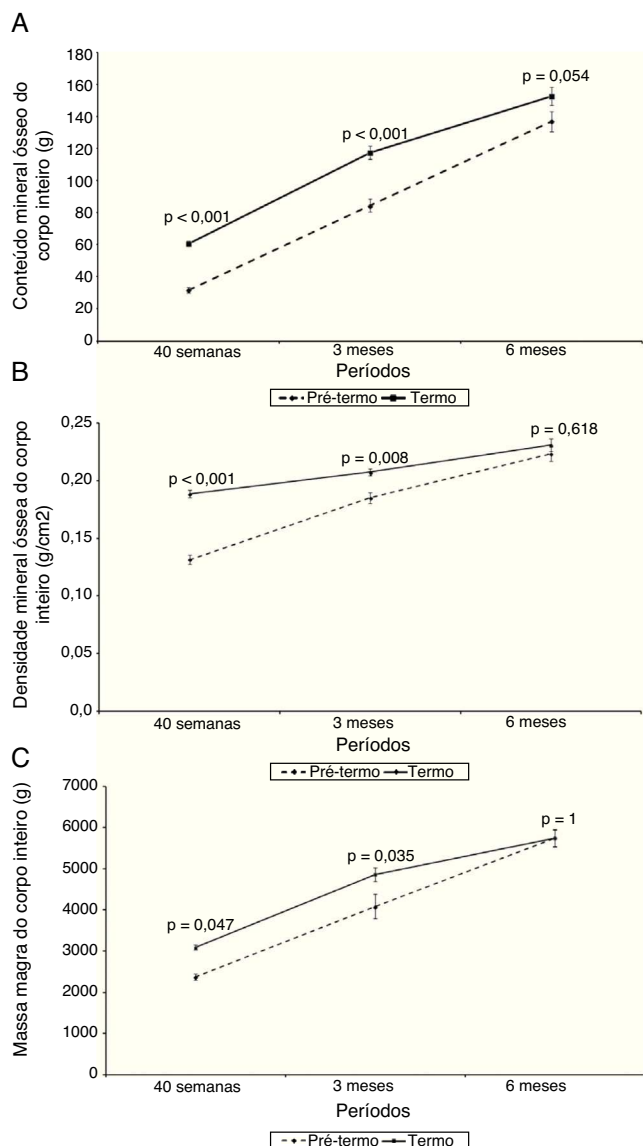 A
Conteúdo mineral ósseo do
corpo inteiro (g)
180
160
140
120
100
80
60
40
20
0
p < 0,001
p < 0,001
p = 0,054
40 semanas
3 meses
6 meses
Períodos
Pré-termo Termo
B
Densidade mineral óssea do corpo
inteiro (g/cm2)
0,25
0,20
0,15
0,10
0,05
0,0
p < 0,001
p = 0,008
p = 0,618
40 semanas
3 meses
6 meses
Períodos
Pré-termo Termo
C
Massa magra do corpo inteiro (g)
7000
6000
5000
4000
3000
2000
1000
0
p = 0,047
p = 0,035
p = 1
40 semanas
3 meses
6 meses
Períodos
Pré-termo Termo